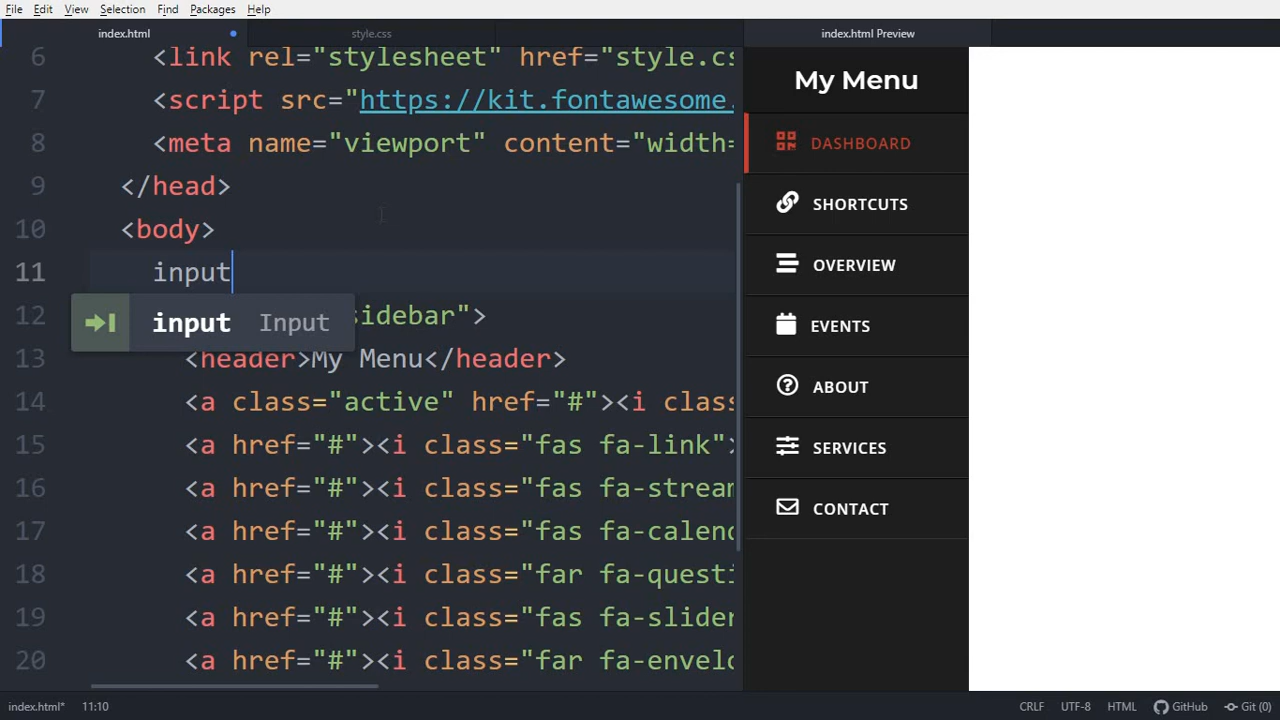 File Edit View Selection Find Packages Help
index.html style.css index.html Preview
6 <link rel="stylesheet" href="style.cs
7 <script src="https://kit.fontawesome.
8 <meta name="viewport" content="width=
9 </head>
10 <body>
11 input
input Input
12 sidebar">
13 <header>My Menu</header>
14 <a class="active" href="#"><i class
15 <a href="#"><i class="fas fa-link">
16 <a href="#"><i class="fas fa-stream
17 <a href="#"><i class="fas fa-calend
18 <a href="#"><i class="far fa-questi
19 <a href="#"><i class="fas fa-slider
20 <a href="#"><i class="far fa-envelo
My Menu
DASHBOARD
SHORTCUTS
OVERVIEW
EVENTS
ABOUT
SERVICES
CONTACT
index.html* 11:10 CRLF UTF-8 HTML GitHub Git (0)